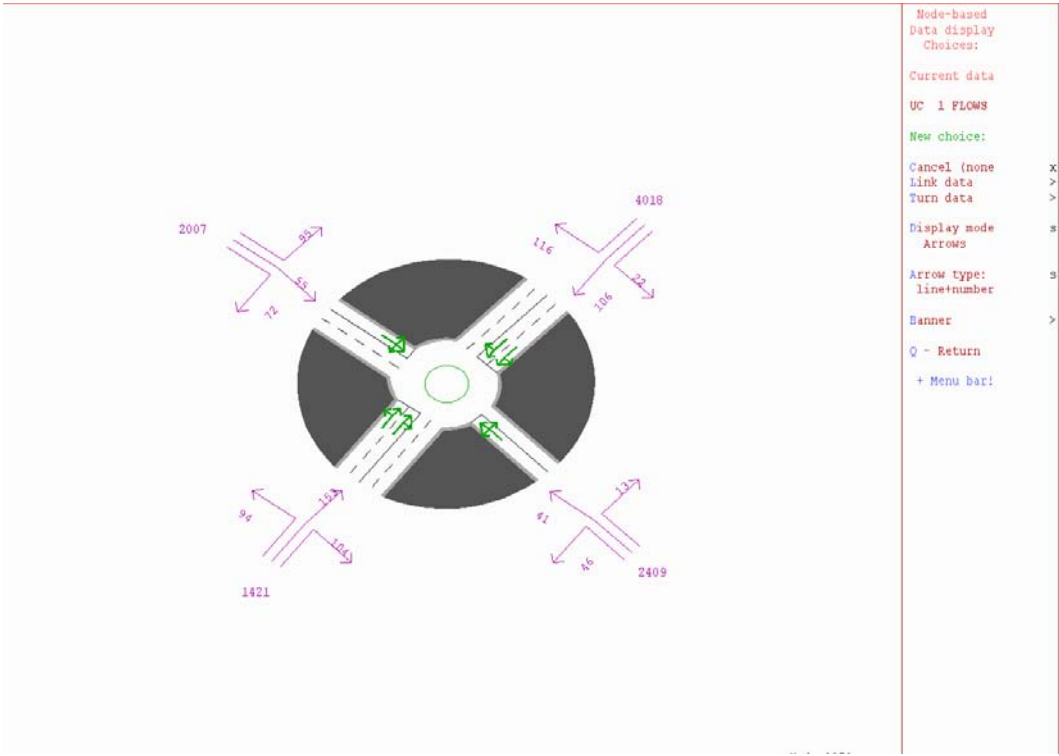 Node-based
Data display
Choices:
Current data
UC 1 FLOWS
New choice:
Cancel (none x
Link data >
Turn data >
Display mode s
Arrows
Arrow type: s
line+number
Banner >
Q - Return
+ Menu bar!
2007
95
55
72
4018
116
22
106
94
153
104
1421
13
41
46
2409